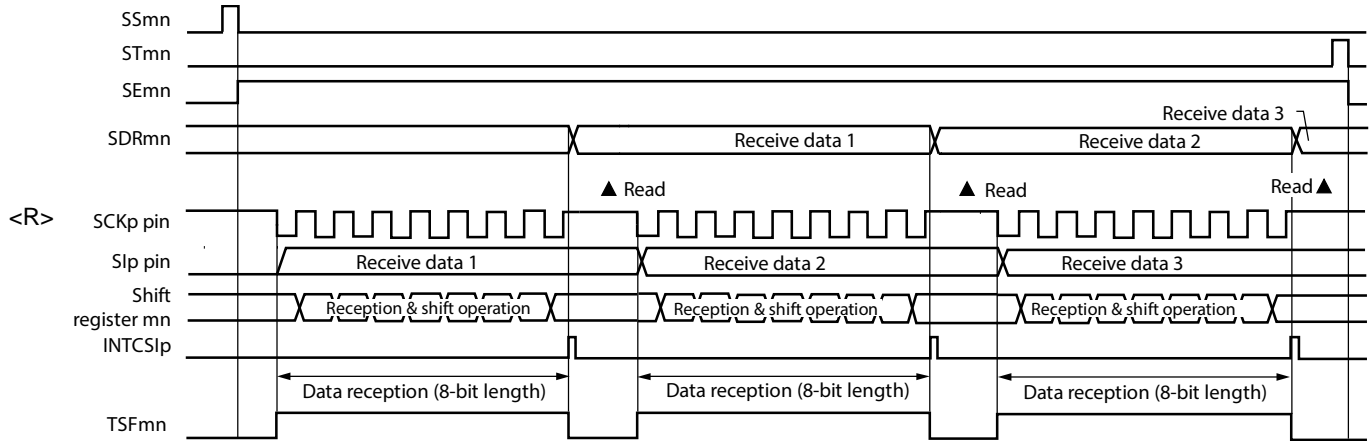 SSmn
STmn
SEmn
Receive data 3
SDRmn
Receive data 1
Receive data 2
▲ Read
▲ Read
Read ▲
<R>
SCKp pin
SIp pin
Receive data 1
Receive data 2
Receive data 3
Shift
register mn
Reception & shift operation
Reception & shift operation
Reception & shift operation
INTCSIp
Data reception (8-bit length)
Data reception (8-bit length)
Data reception (8-bit length)
TSFmn